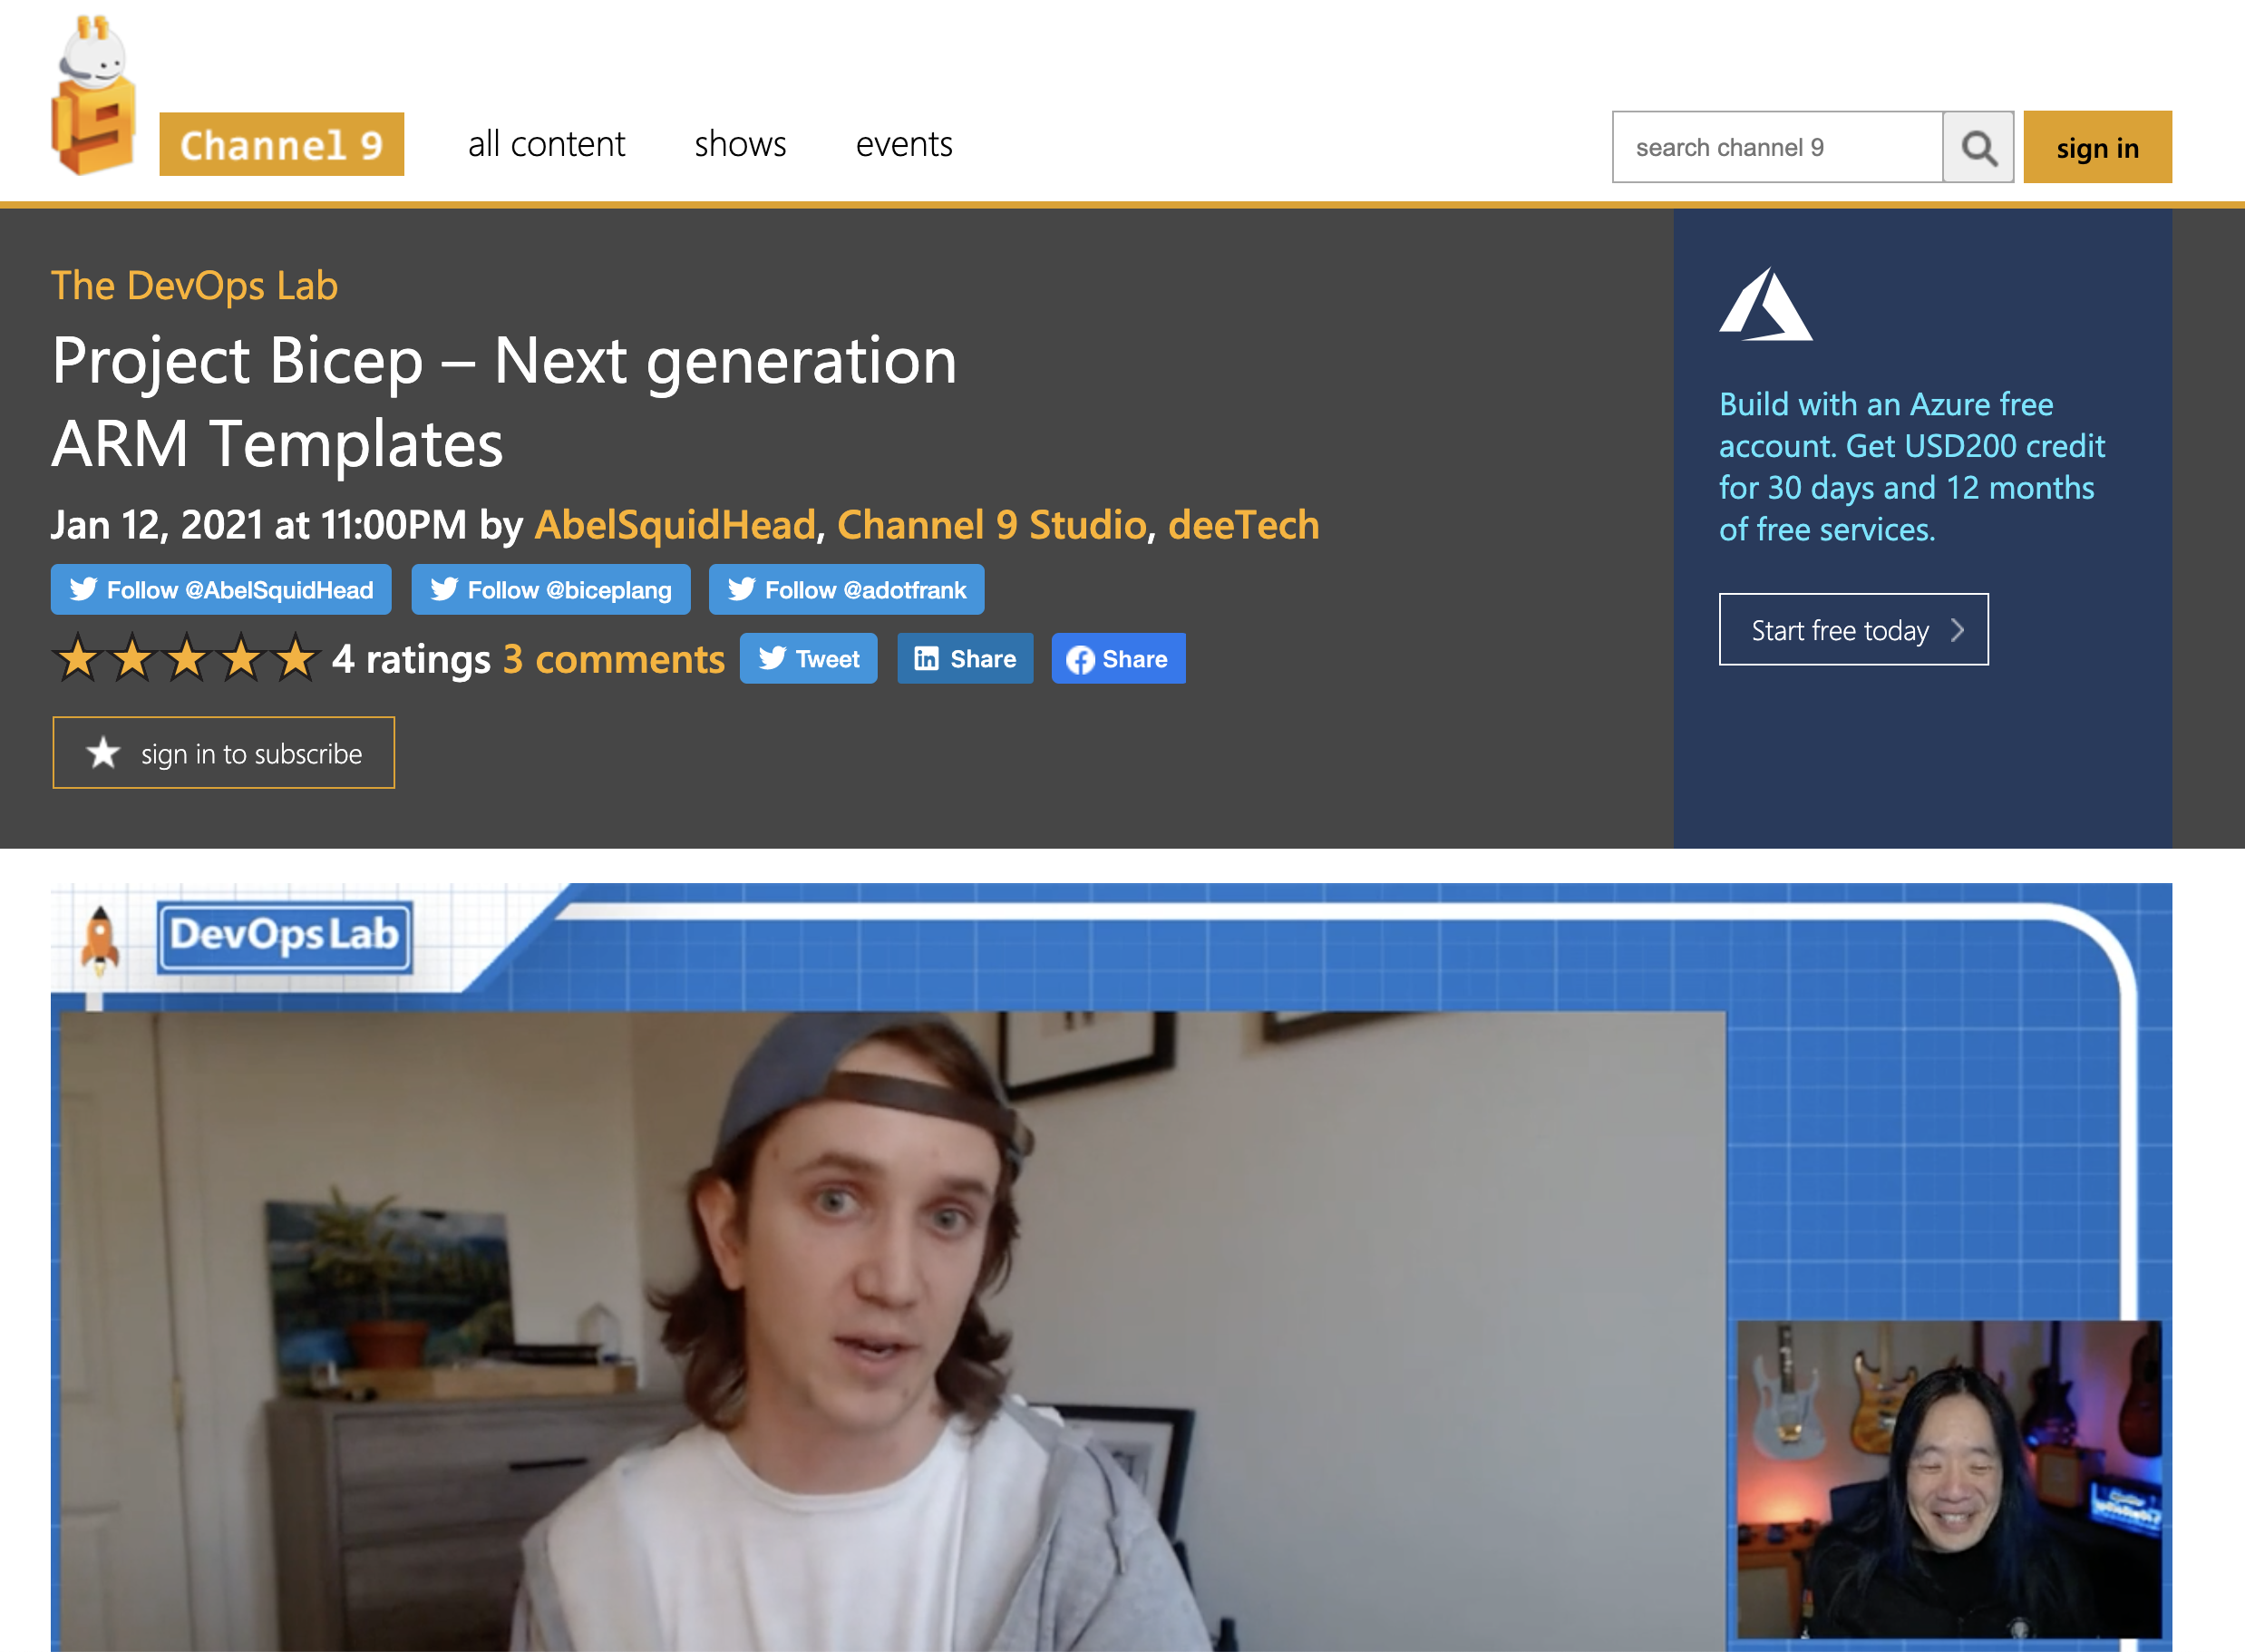 Channel 9
all content
shows
events
search channel 9
sign in
The DevOps Lab
Project Bicep – Next generation
ARM Templates
Jan 12, 2021 at 11:00PM by AbelSquidHead, Channel 9 Studio, deeTech
Follow @AbelSquidHead
Follow @biceplang
Follow @adotfrank
4 ratings 3 comments
Tweet
Share
Share
sign in to subscribe
Build with an Azure free
account. Get USD200 credit
for 30 days and 12 months
of free services.
Start free today
DevOps Lab